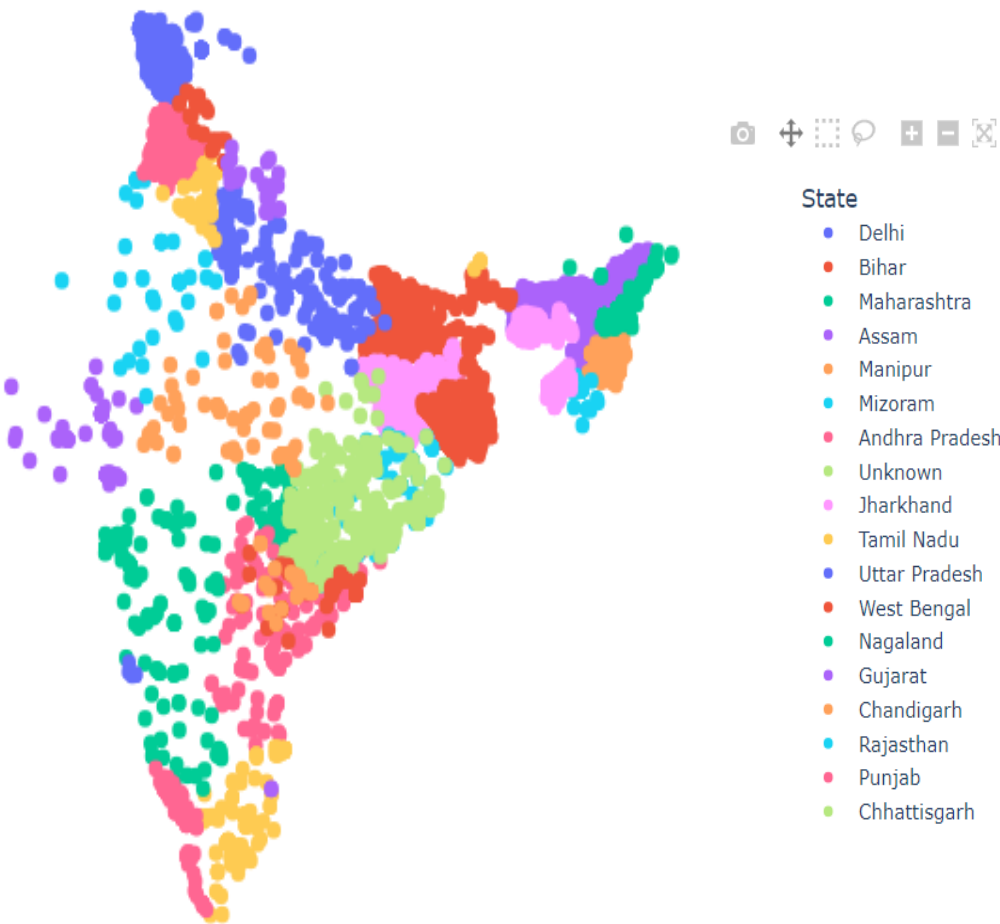 State
Delhi
Bihar
Maharashtra
Assam
Manipur
Mizoram
Andhra Pradesh
Unknown
Jharkhand
Tamil Nadu
Uttar Pradesh
West Bengal
Nagaland
Gujarat
Chandigarh
Rajasthan
Punjab
Chhattisgarh